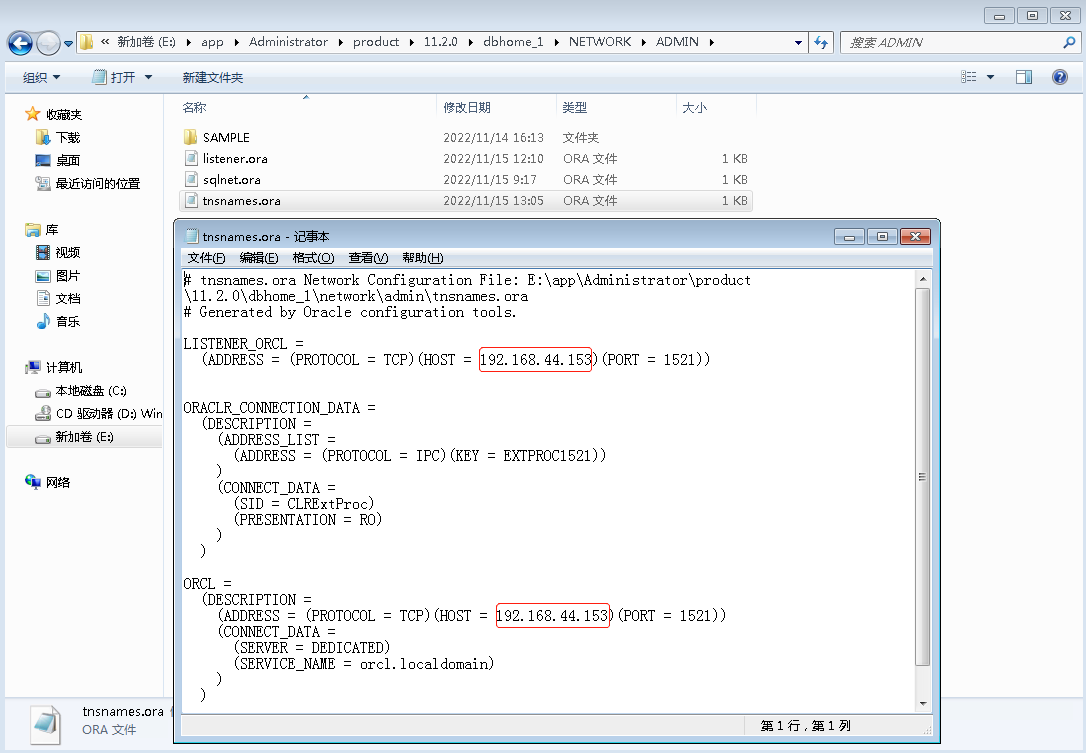 « 新加卷 (E:) ▸ app ▸ Administrator ▸ product ▸ 11.2.0 ▸ dbhome_1 ▸ NETWORK ▸ ADMIN ▸
搜索 ADMIN
组织 打开 新建文件夹
名称 修改日期 类型 大小
SAMPLE 2022/11/14 16:13 文件夹
listener.ora 2022/11/15 12:10 ORA 文件 1 KB
sqlnet.ora 2022/11/15 9:17 ORA 文件 1 KB
tnsnames.ora 2022/11/15 13:05 ORA 文件 1 KB
收藏夹
下载
桌面
最近访问的位置
库
视频
图片
文档
音乐
计算机
本地磁盘 (C:)
CD 驱动器 (D:) Win
新加卷 (E:)
网络
tnsnames.ora - 记事本
文件(F) 编辑(E) 格式(O) 查看(V) 帮助(H)
# tnsnames.ora Network Configuration File: E:\app\Administrator\product
\11.2.0\dbhome_1\network\admin\tnsnames.ora
# Generated by Oracle configuration tools.
LISTENER_ORCL =
(ADDRESS = (PROTOCOL = TCP)(HOST = 192.168.44.153)(PORT = 1521))
ORACLR_CONNECTION_DATA =
(DESCRIPTION =
(ADDRESS_LIST =
(ADDRESS = (PROTOCOL = IPC)(KEY = EXTPROC1521))
)
(CONNECT_DATA =
(SID = CLRExtProc)
(PRESENTATION = RO)
)
)
ORCL =
(DESCRIPTION =
(ADDRESS = (PROTOCOL = TCP)(HOST = 192.168.44.153)(PORT = 1521))
(CONNECT_DATA =
(SERVER = DEDICATED)
(SERVICE_NAME = orcl.localdomain)
)
)
第 1 行，第 1 列
tnsnames.ora
ORA 文件